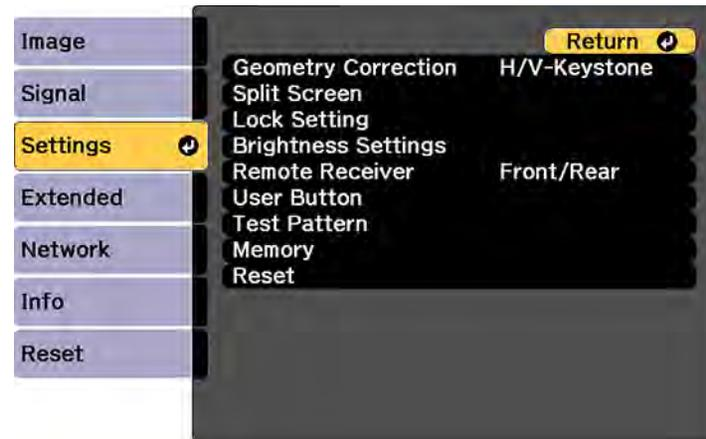 Image
Signal
Settings
Extended
Network
Info
Reset
Return
Geometry Correction H/V-Keystone
Split Screen
Lock Setting
Brightness Settings
Remote Receiver Front/Rear
User Button
Test Pattern
Memory
Reset